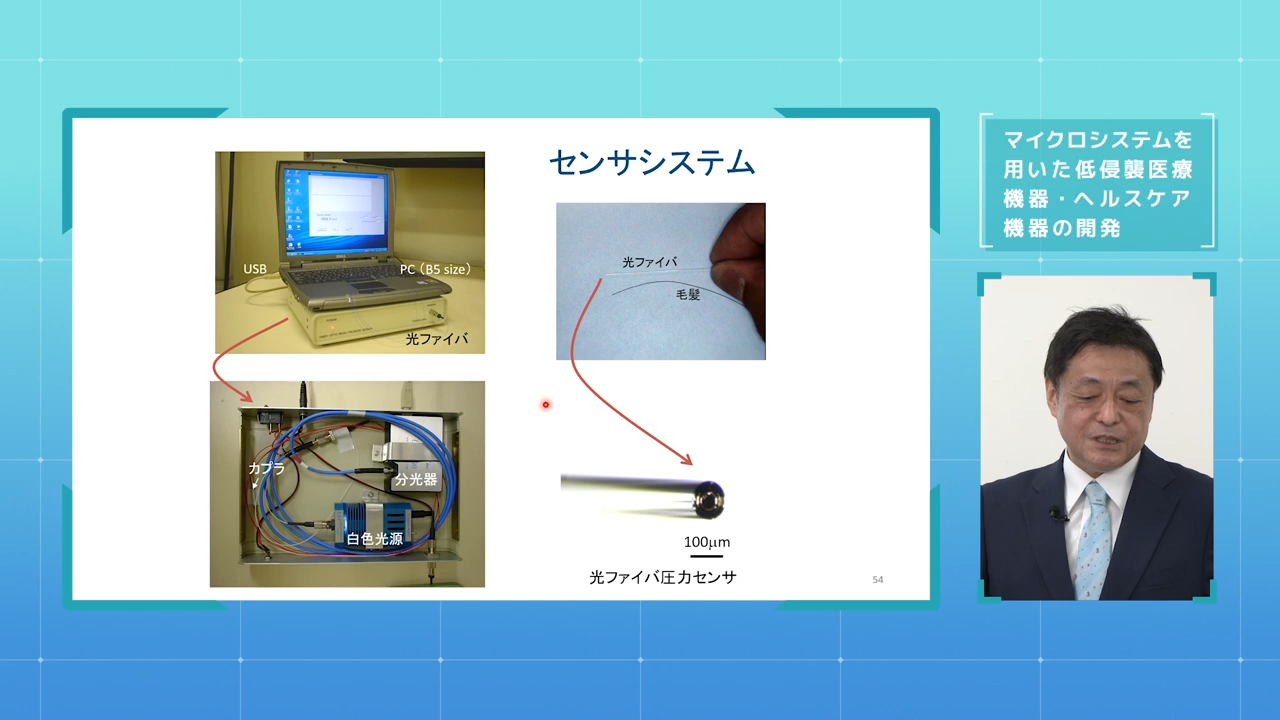 センサシステム
USB
PC（B5 size）
光ファイバ
カプラ
分光器
白色光源
光ファイバ
毛髪
100μm
光ファイバ圧力センサ
54
マイクロシステムを
用いた低侵襲医療
機器・ヘルスケア
機器の開発